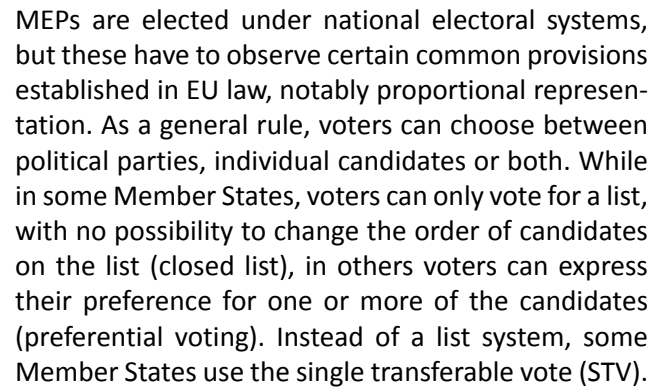 MEPs are elected under national electoral systems,
but these have to observe certain common provisions
established in EU law, notably proportional represen-
tation. As a general rule, voters can choose between
political parties, individual candidates or both. While
in some Member States, voters can only vote for a list,
with no possibility to change the order of candidates
on the list (closed list), in others voters can express
their preference for one or more of the candidates
(preferential voting). Instead of a list system, some
Member States use the single transferable vote (STV).